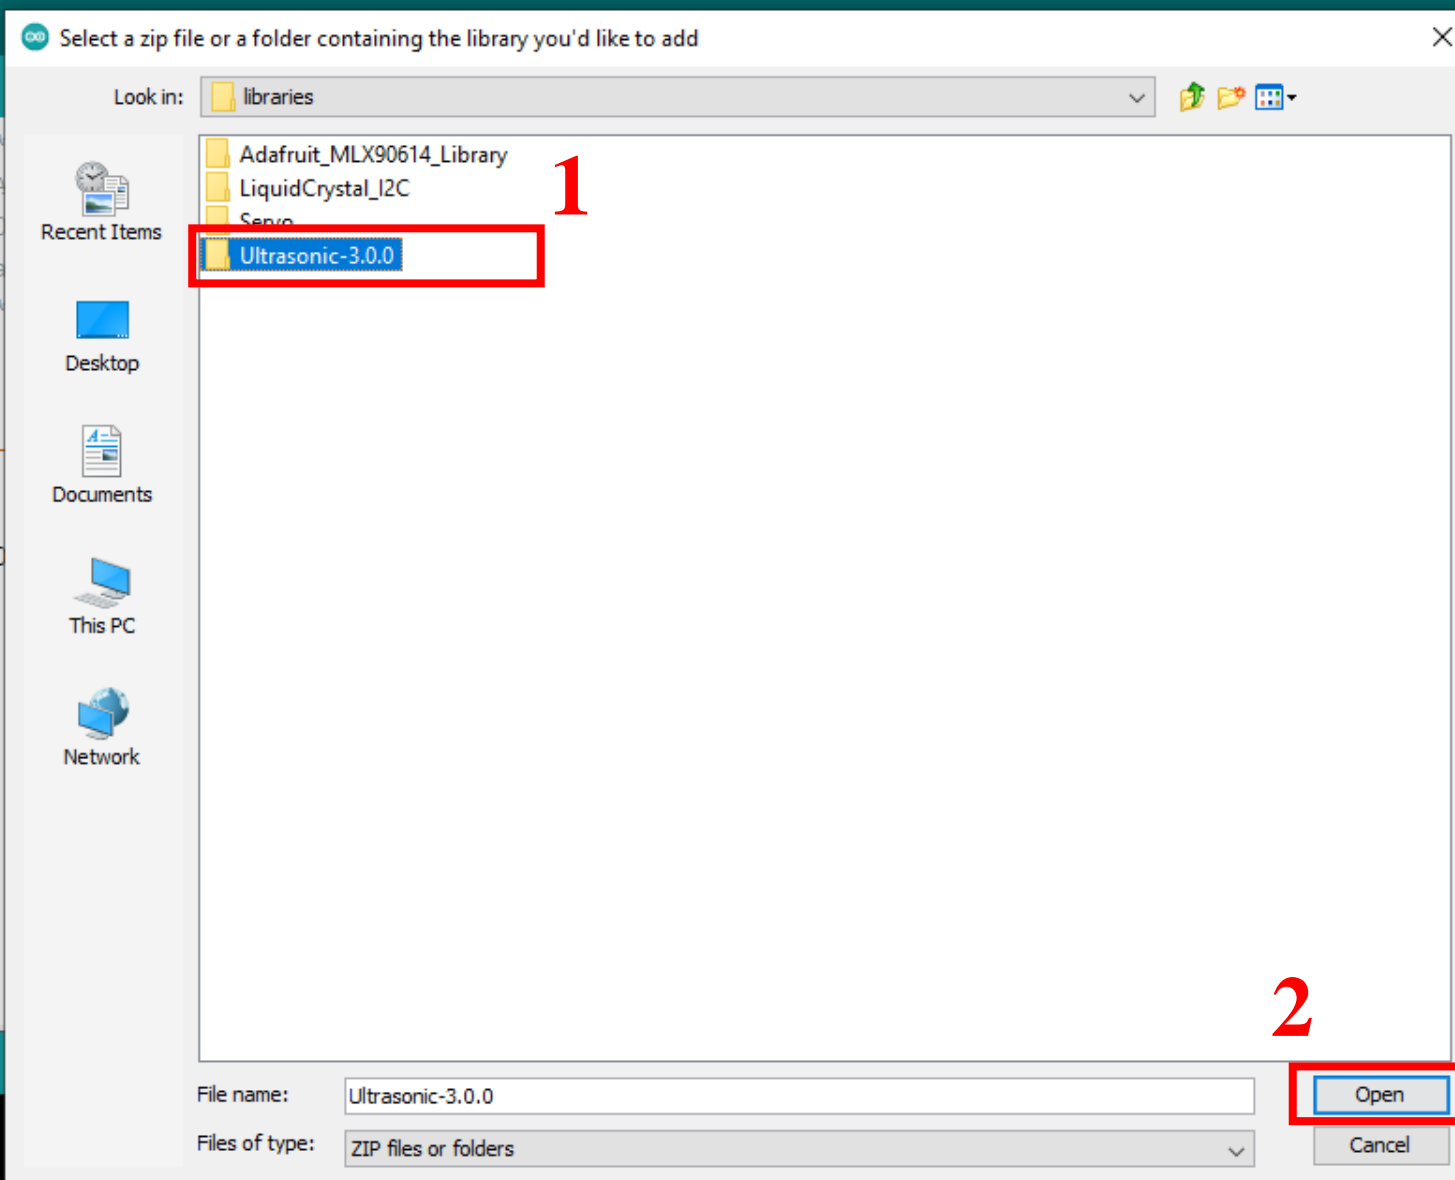 Select a zip file or a folder containing the library you'd like to add
Look in: libraries
Adafruit_MLX90614_Library
1
LiquidCrystal_I2C
Servo
Ultrasonic-3.0.0
Recent Items
Desktop
Documents
This PC
Network
2
File name: Ultrasonic-3.0.0 Open
Files of type: ZIP files or folders Cancel